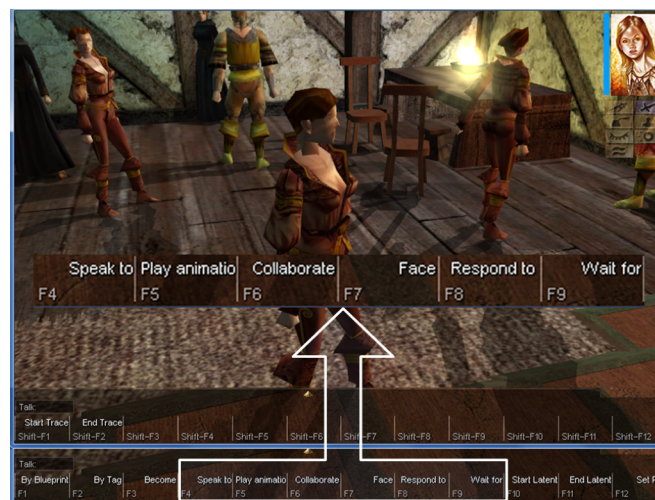 Speak to Play animatio Collaborate Face Respond to Wait for
F4 F5 F6 F7 F8 F9
Talk:
Start Trace End Trace
Shift-F1 Shift-F2 Shift-F3 Shift-F4 Shift-F5 Shift-F6 Shift-F7 Shift-F8 Shift-F9 Shift-F10 Shift-F11 Shift-F12
Talk:
By Blueprint By Tag Become Speak to Play animatio Collaborate Face Respond to Wait for Start Latent End Latent Set
F1 F2 F3 F4 F5 F6 F7 F8 F9 F10 F11 F12